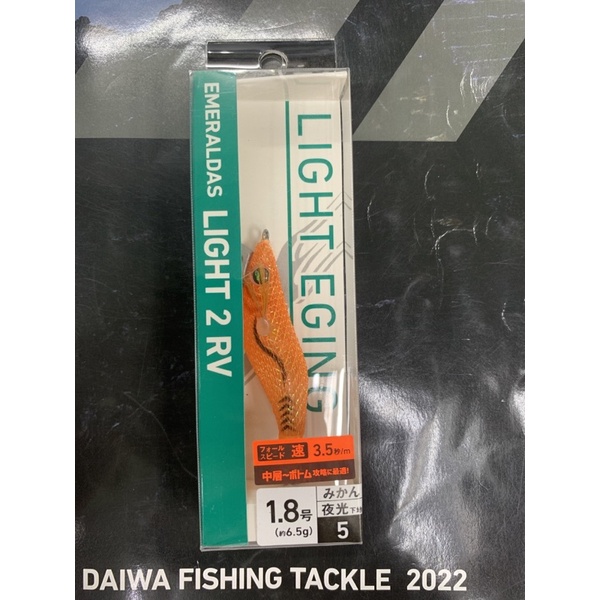 EMERALDAS LIGHT 2 RV
LIGHT EGING
フォール
スピード
速 3.5秒/m
中層〜ボトム攻略に最適!
1.8号
(約6.5g)
みかん
夜光
5
DAIWA FISHING TACKLE 2022